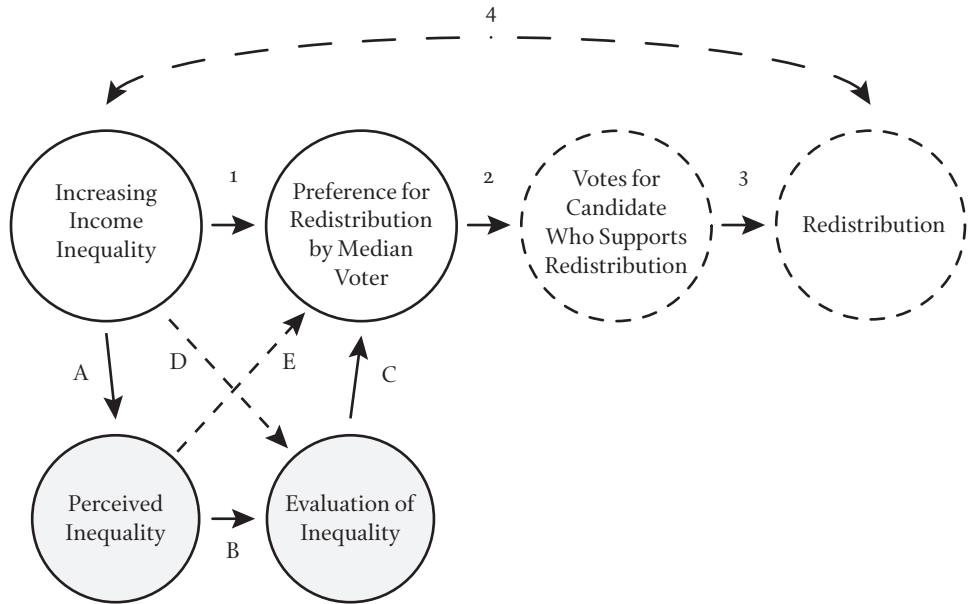 4
Increasing
Income
Inequality
1
Preference for
Redistribution
by Median
Voter
2
Votes for
Candidate
Who Supports
Redistribution
3
Redistribution
A
D
E
C
Perceived
Inequality
B
Evaluation of
Inequality